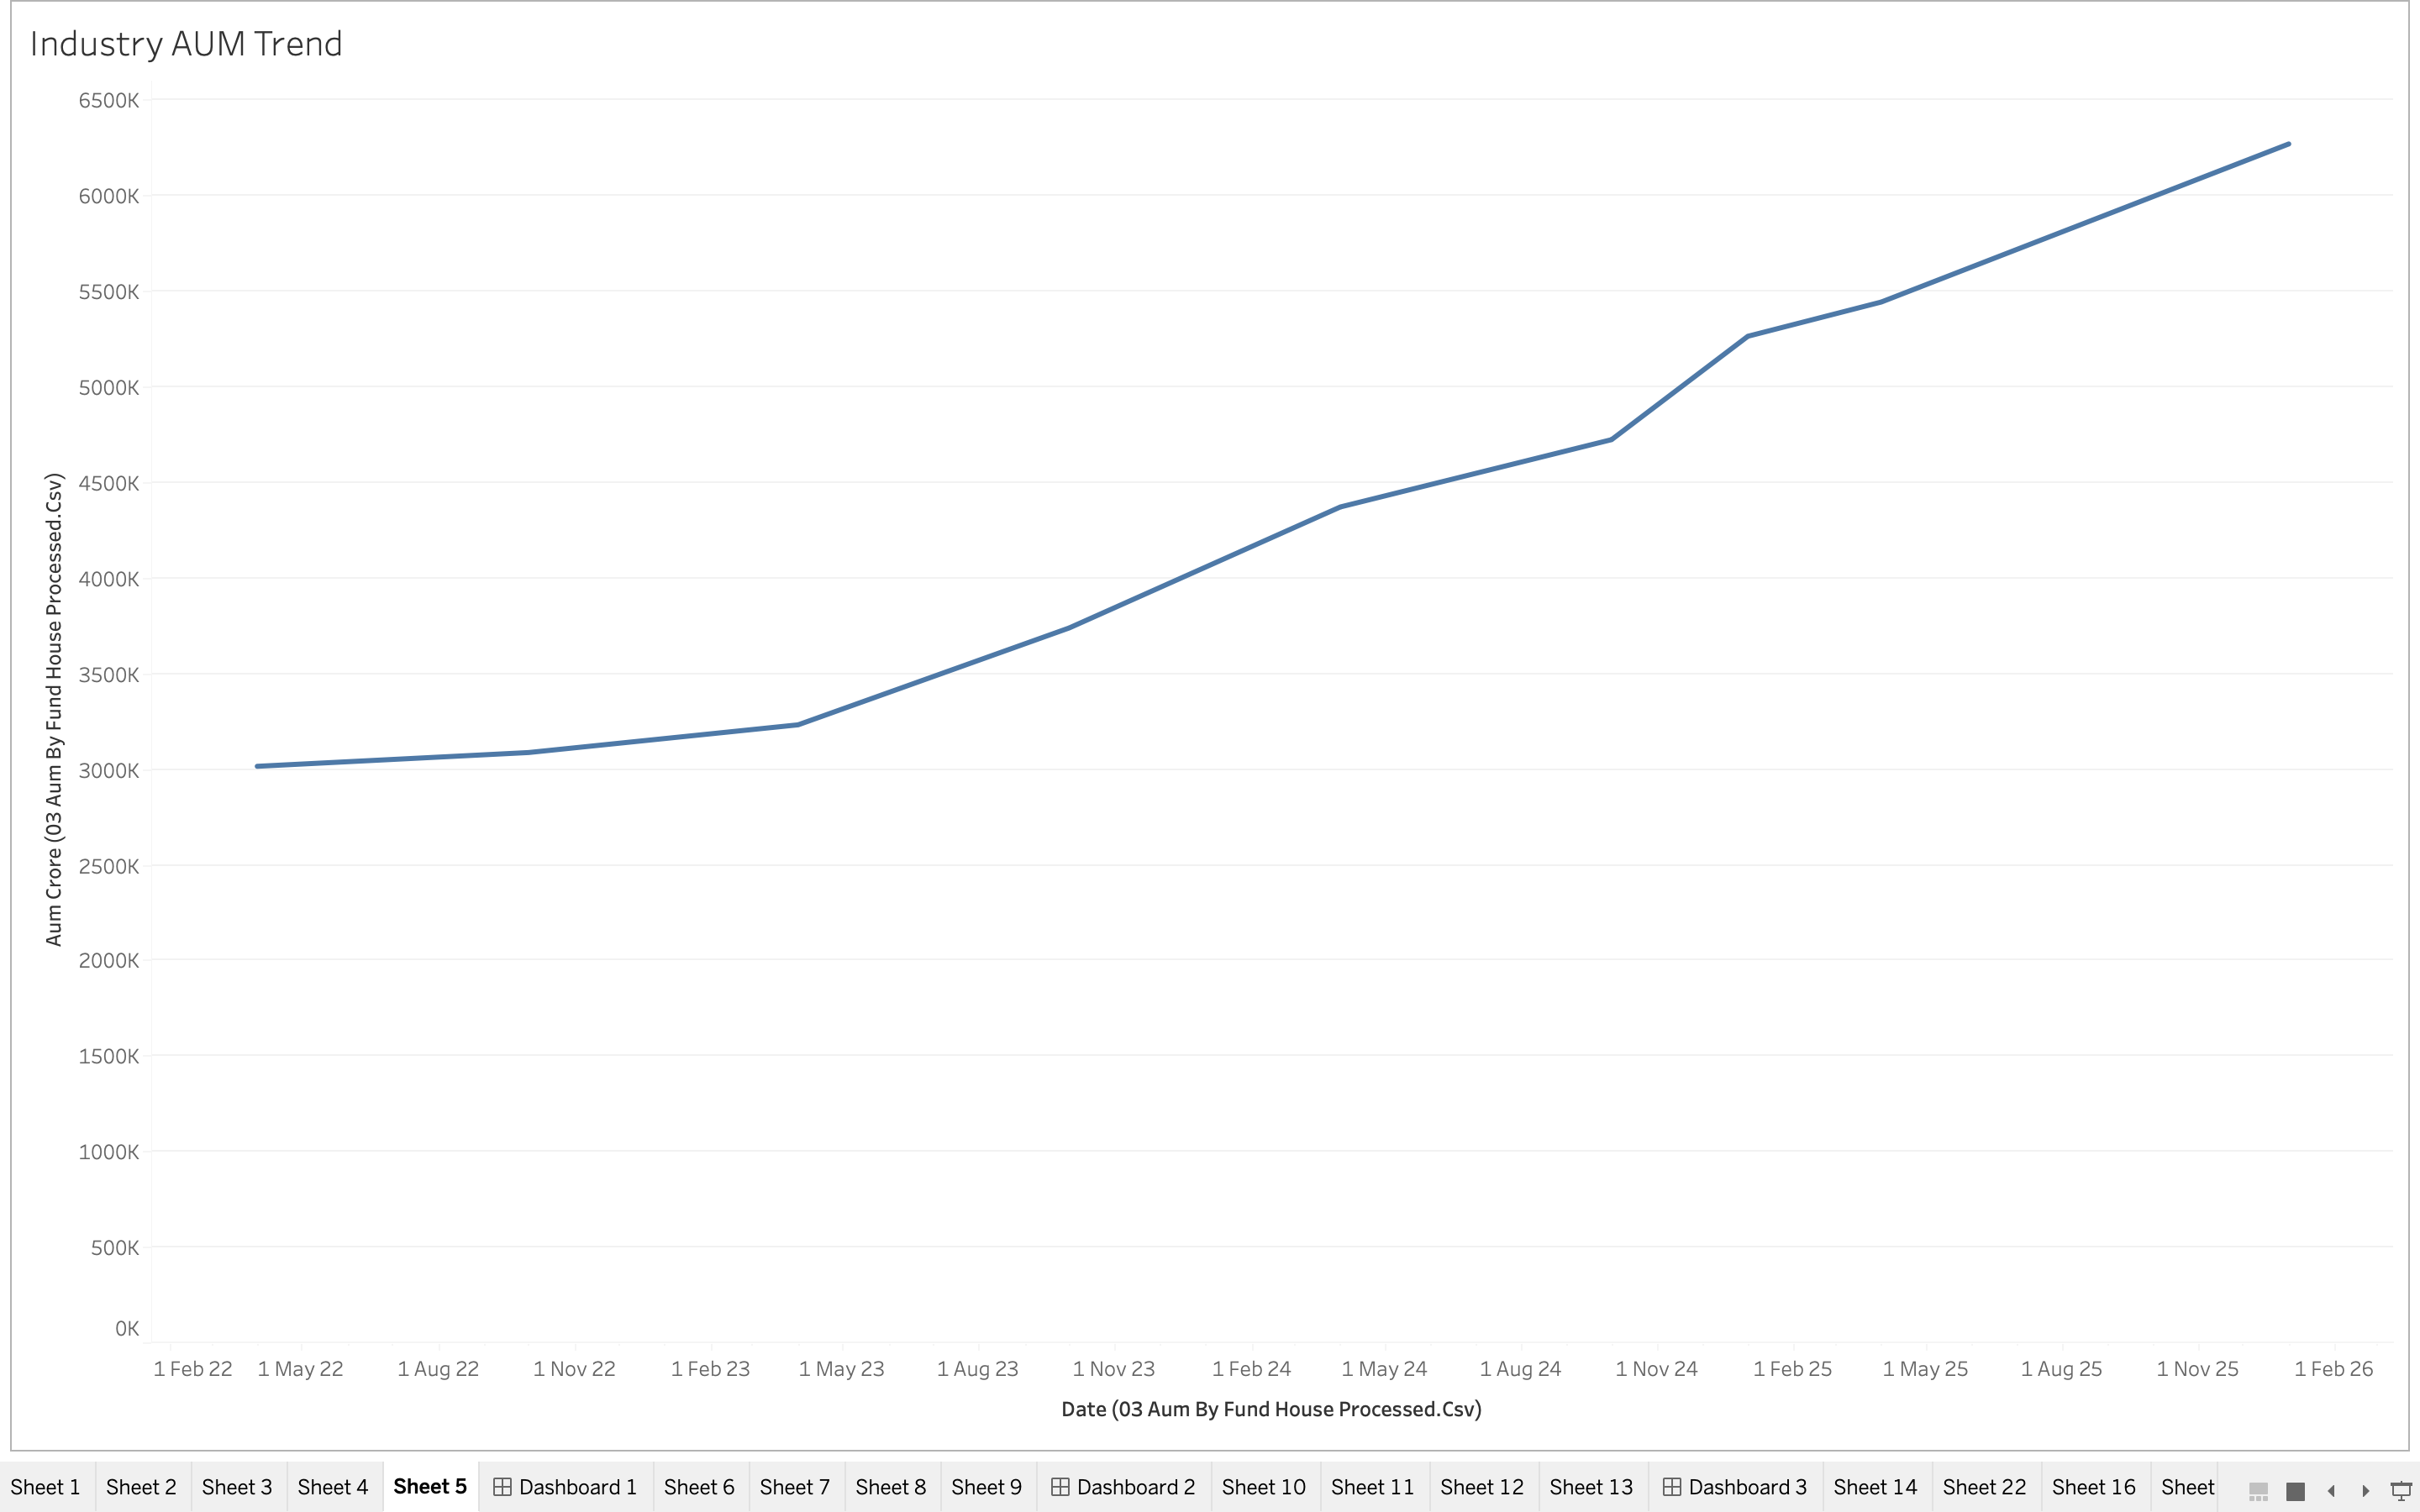 Industry AUM Trend
6500K
6000K
5500K
5000K
4500K
4000K
3500K
3000K
2500K
2000K
1500K
1000K
500K
0K
Aum Crore (03 Aum By Fund House Processed.Csv)
1 Feb 22 1 May 22 1 Aug 22 1 Nov 22 1 Feb 23 1 May 23 1 Aug 23 1 Nov 23 1 Feb 24 1 May 24 1 Aug 24 1 Nov 24 1 Feb 25 1 May 25 1 Aug 25 1 Nov 25 1 Feb 26
Date (03 Aum By Fund House Processed.Csv)
Sheet 1 Sheet 2 Sheet 3 Sheet 4 Sheet 5 Dashboard 1 Sheet 6 Sheet 7 Sheet 8 Sheet 9 Dashboard 2 Sheet 10 Sheet 11 Sheet 12 Sheet 13 Dashboard 3 Sheet 14 Sheet 22 Sheet 16 Sheet